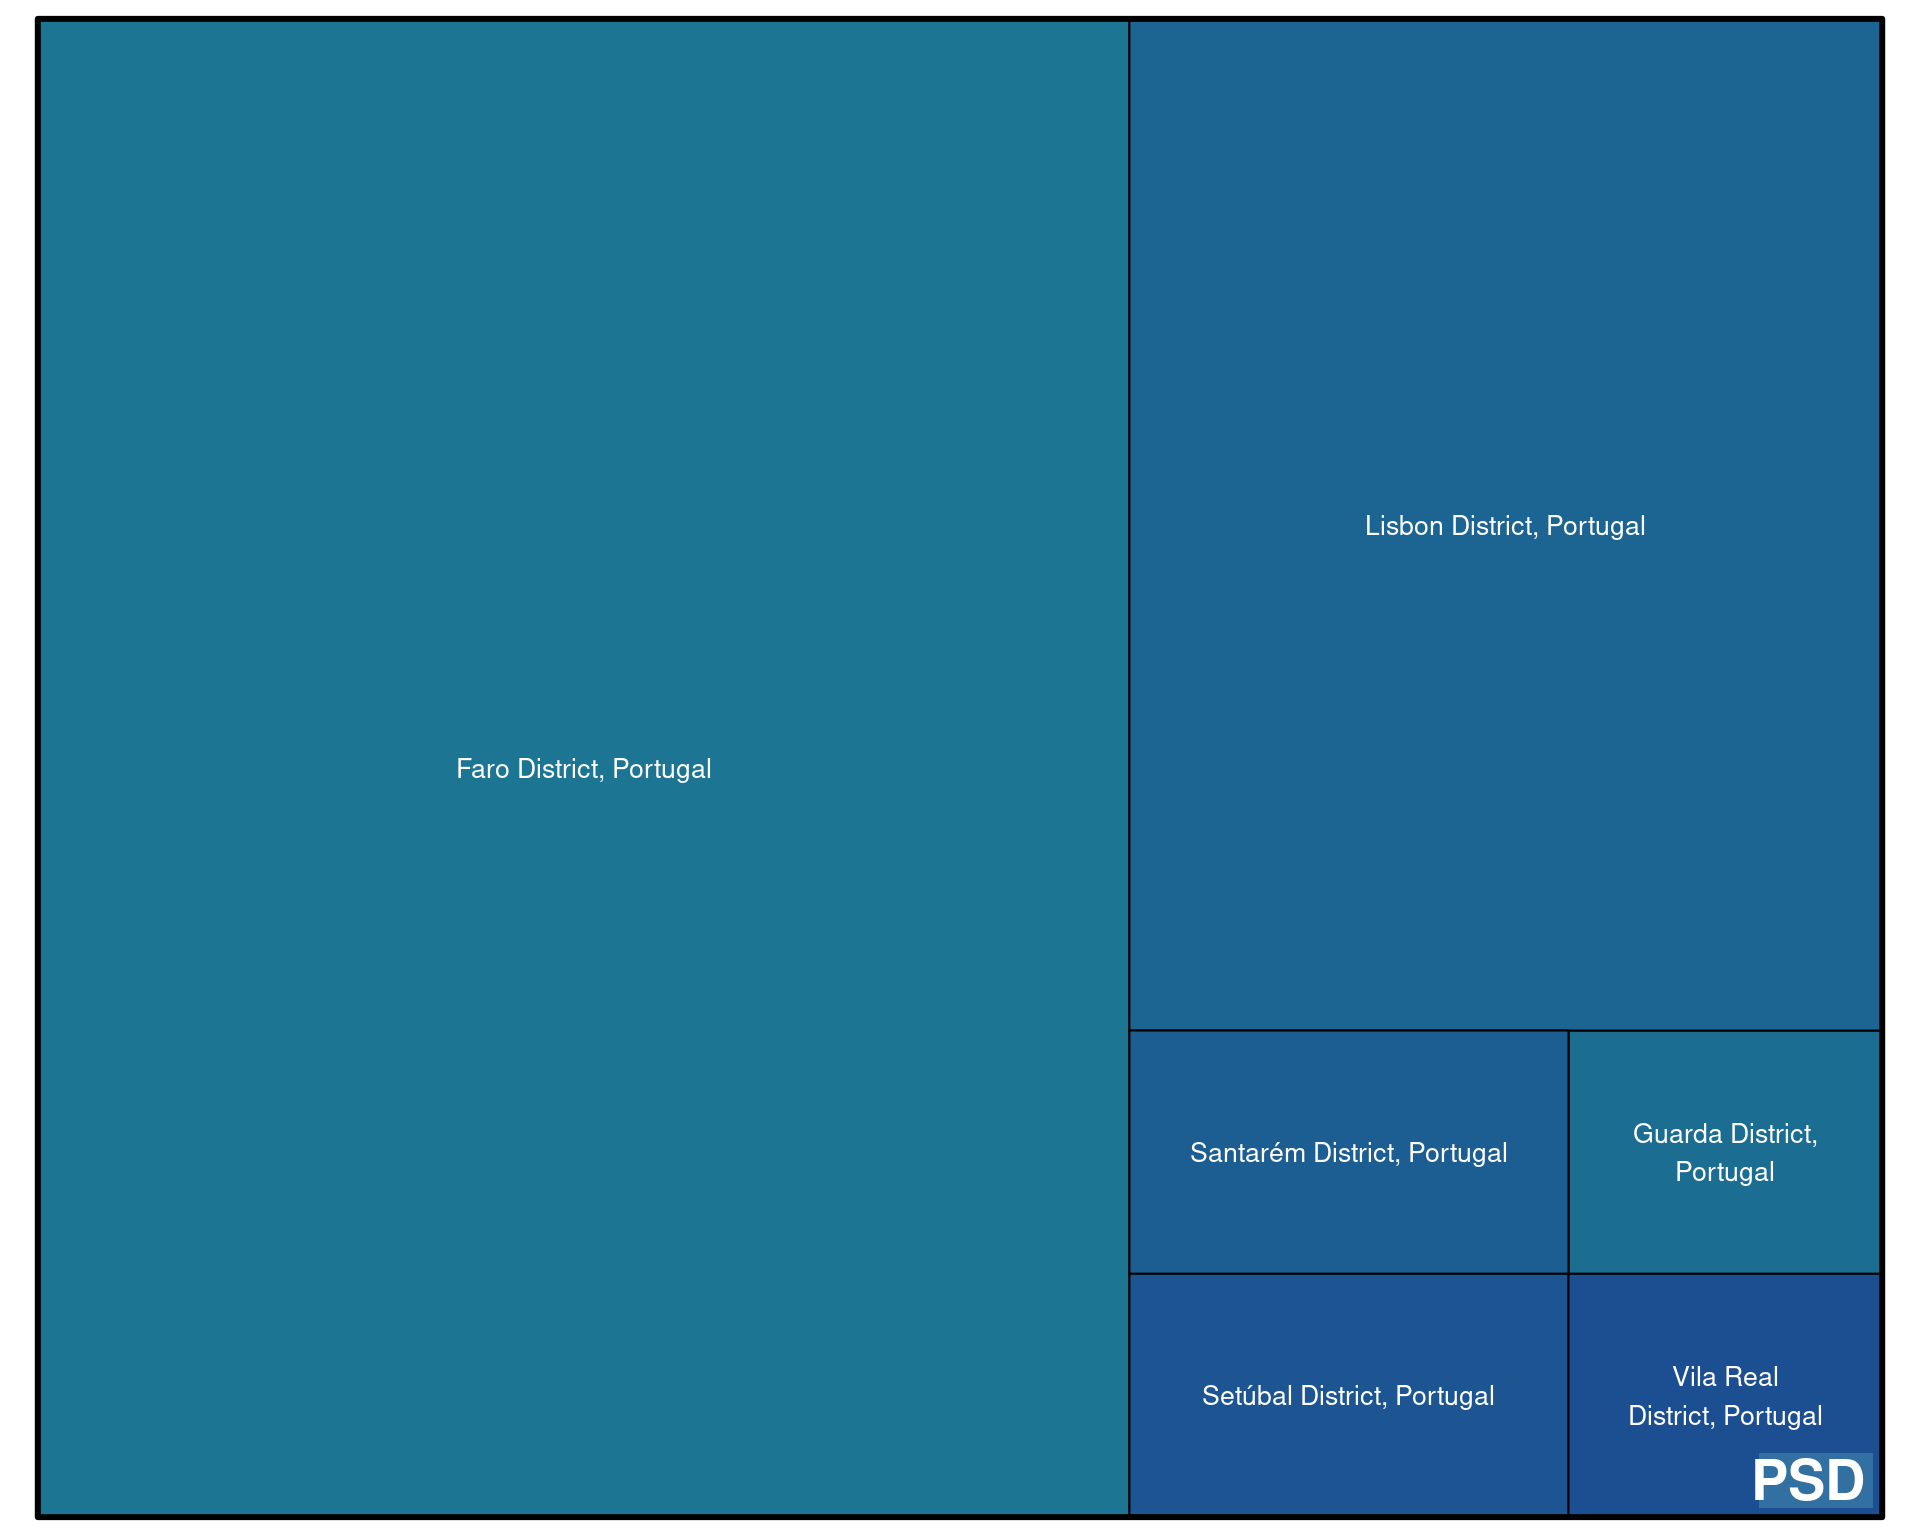 Faro District, Portugal
Lisbon District, Portugal
Santarém District, Portugal
Guarda District,
Portugal
Setúbal District, Portugal
Vila Real
District, Portugal
PSD